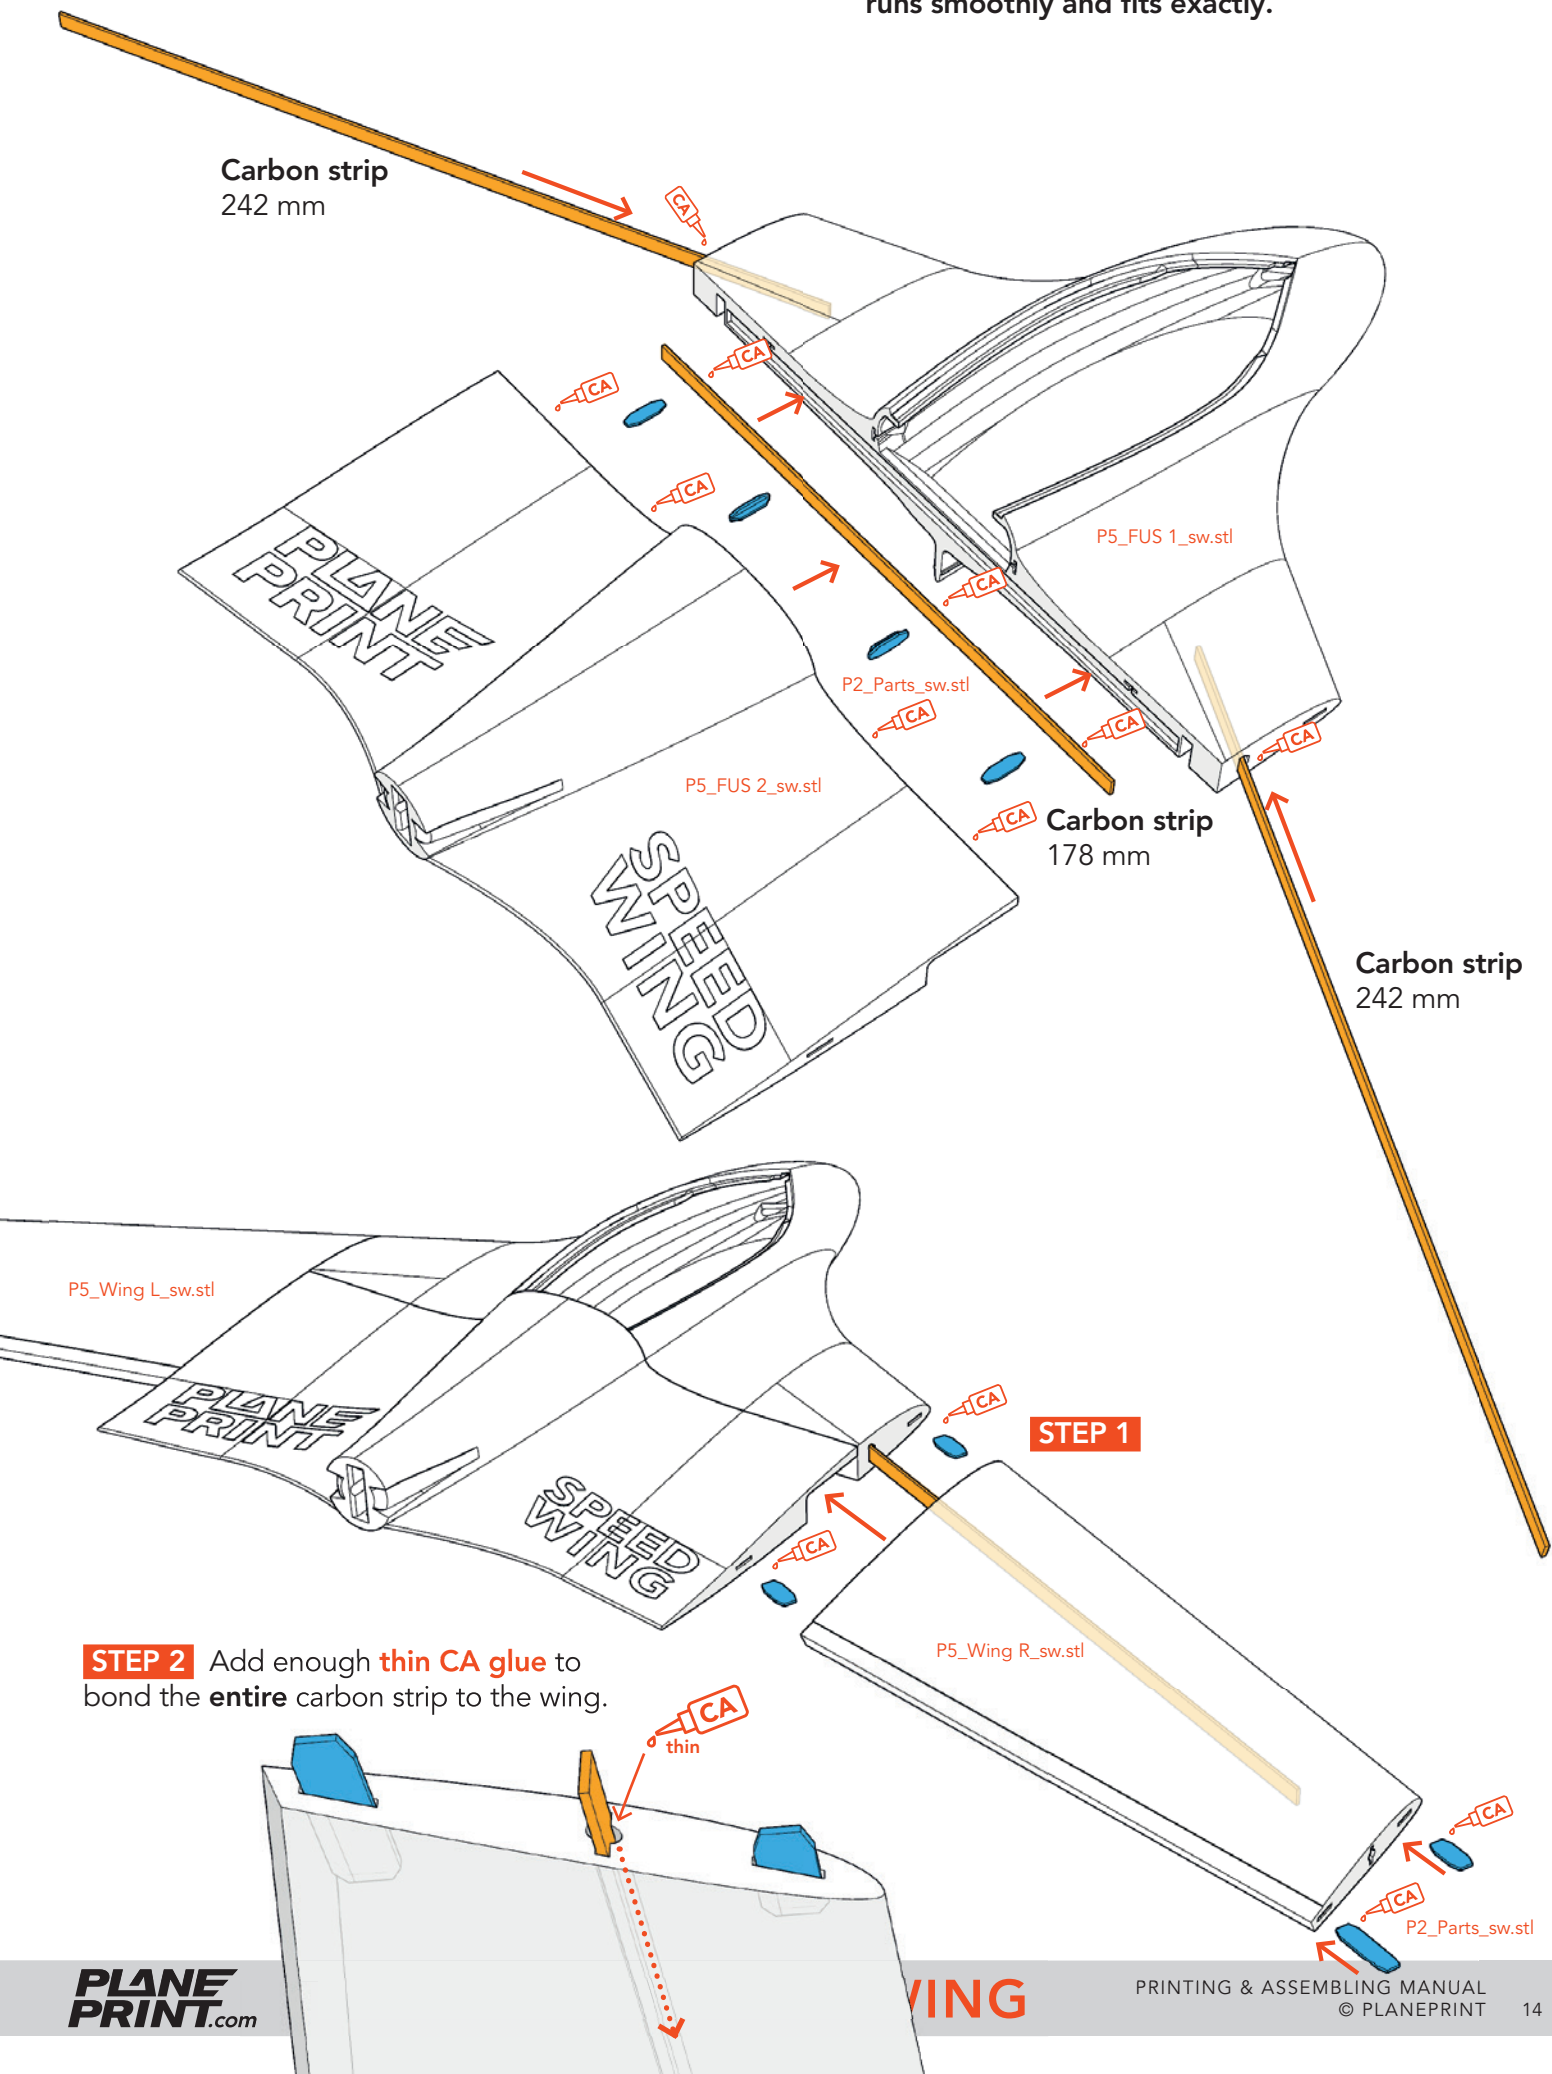 runs smoothly and fits exactly.
Carbon strip
242 mm
CA
CA
CA
CA
P5_FUS 1_sw.stl
PLANE
PRINT
CA
P2_Parts_sw.stl
CA
CA
CA
P5_FUS 2_sw.stl
CA
Carbon strip
178 mm
SPEED
WING
Carbon strip
242 mm
P5_Wing L_sw.stl
PLANE
PRINT
CA
STEP 1
SPEED
WING
CA
P5_Wing R_sw.stl
STEP 2 Add enough thin CA glue to
bond the entire carbon strip to the wing.
CA
thin
CA
CA
P2_Parts_sw.stl
PLANE
PRINT.com
WING
PRINTING & ASSEMBLING MANUAL
© PLANEPRINT 14